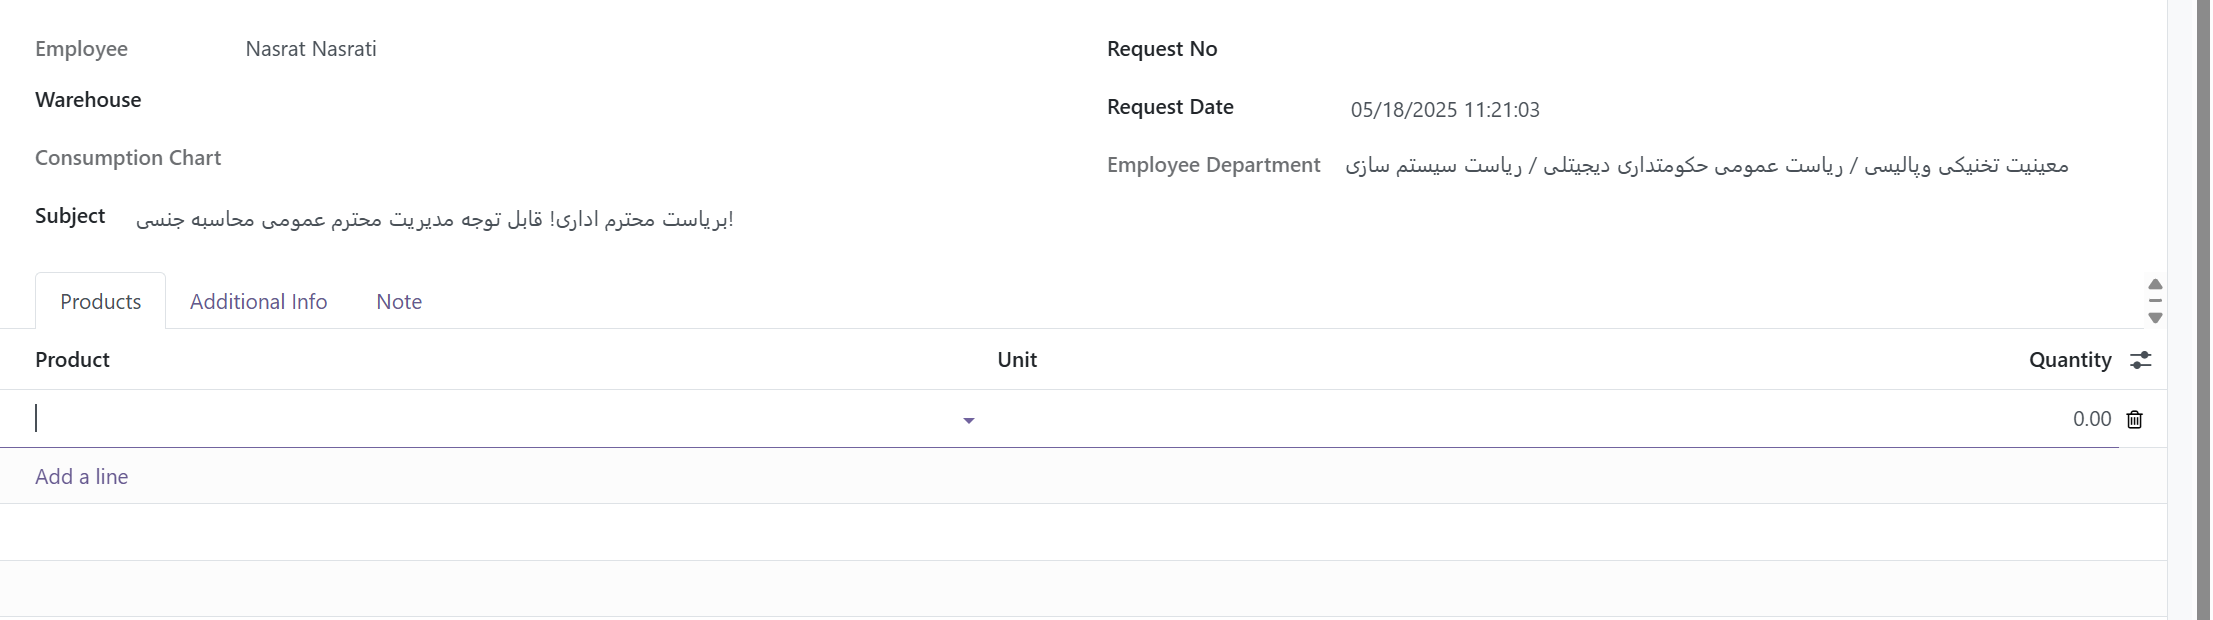 Employee Nasrat Nasrati
Request No
Warehouse
Request Date 05/18/2025 11:21:03
Consumption Chart
Employee Department معینیت تخنیکی وپالیسی / ریاست عمومی حکومتداری دیجیتلی / ریاست سیستم سازی
Subject بریاست محترم اداری! قابل توجه مدیریت محترم عمومی محاسبه جنسی!
Products Additional Info Note
Product Unit Quantity
0.00
Add a line